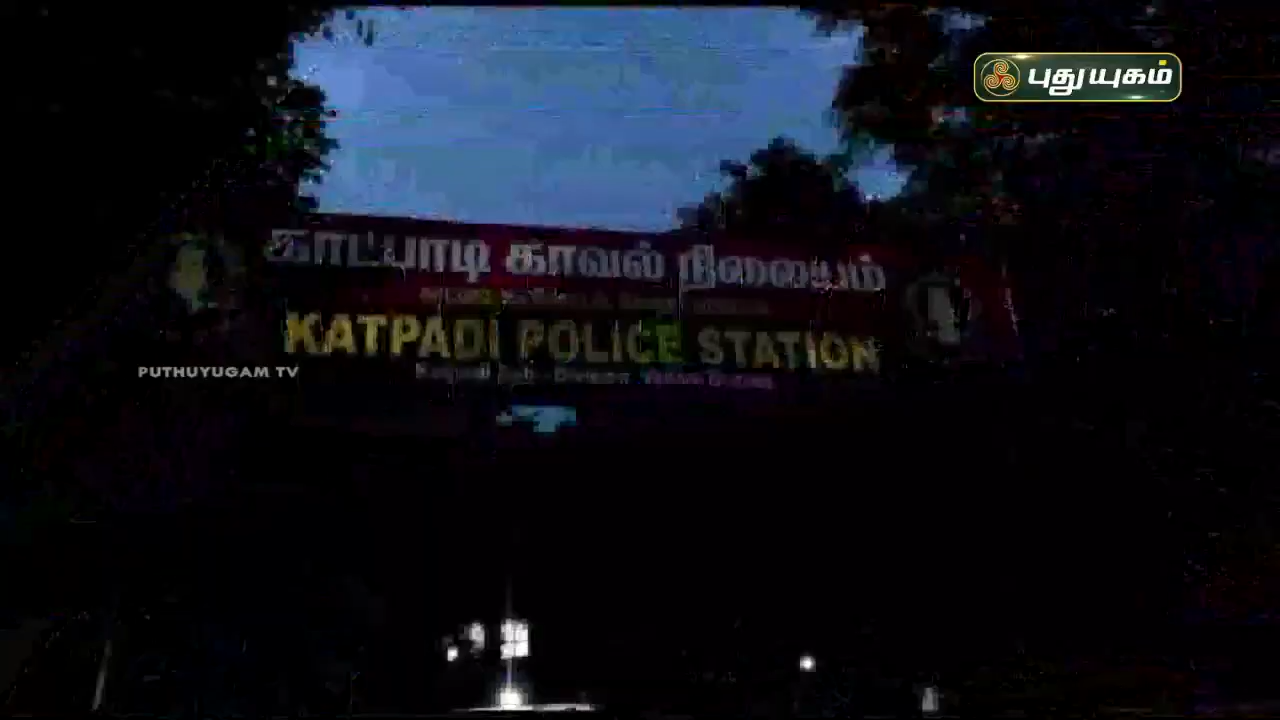 புதுயுகம்
காட்பாடி காவல் நிலையம்
KATPADI POLICE STATION
PUTHUYUGAM TV